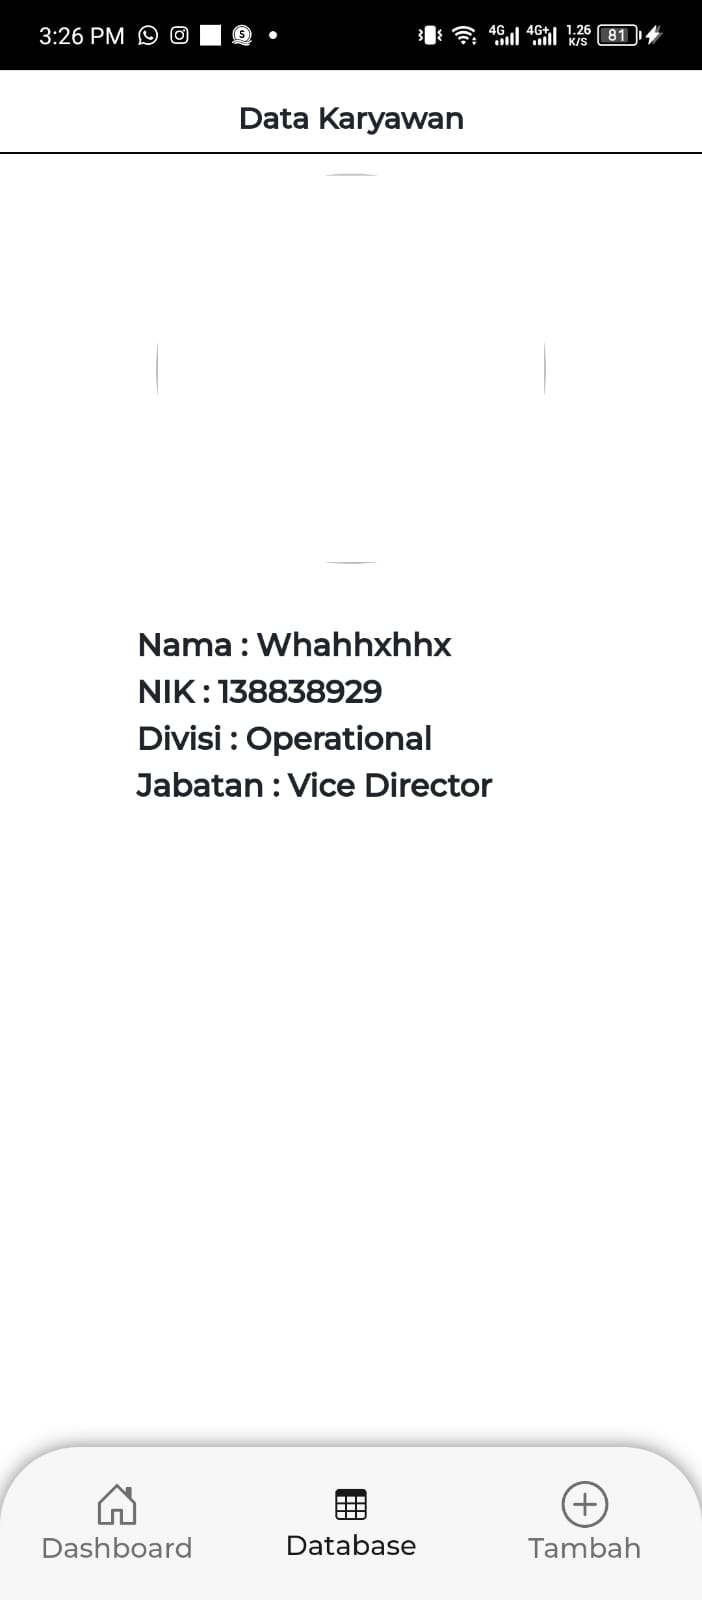 3:26 PM
4G 4G+ 1.26 K/S 81
Data Karyawan
Nama : Whahhxhhx
NIK : 138838929
Divisi : Operational
Jabatan : Vice Director
Dashboard
Database
Tambah